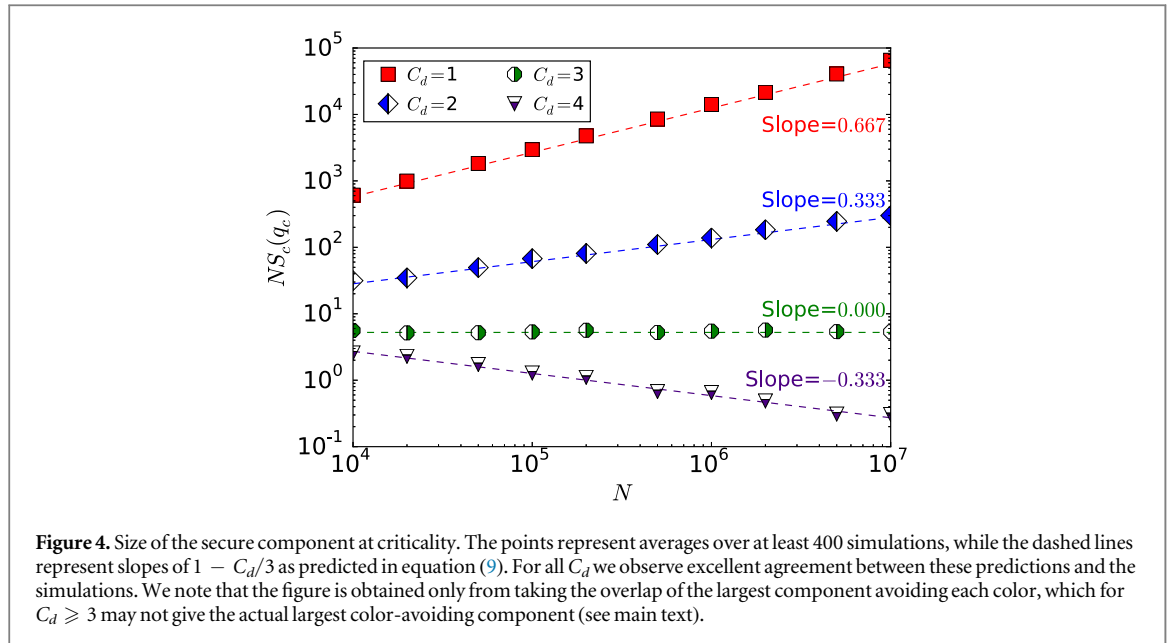 10^5
10^4
10^3
10^2
10^1
10^0
10^-1
NS_c(q_c)
C_d=1 C_d=3
C_d=2 C_d=4
Slope=0.667
Slope=0.333
Slope=0.000
Slope=−0.333
10^4 10^5 10^6 10^7
N
Figure 4. Size of the secure component at criticality. The points represent averages over at least 400 simulations, while the dashed lines
represent slopes of 1 − C_d/3 as predicted in equation (9). For all C_d we observe excellent agreement between these predictions and the
simulations. We note that the figure is obtained only from taking the overlap of the largest component avoiding each color, which for
C_d ⩾ 3 may not give the actual largest color-avoiding component (see main text).